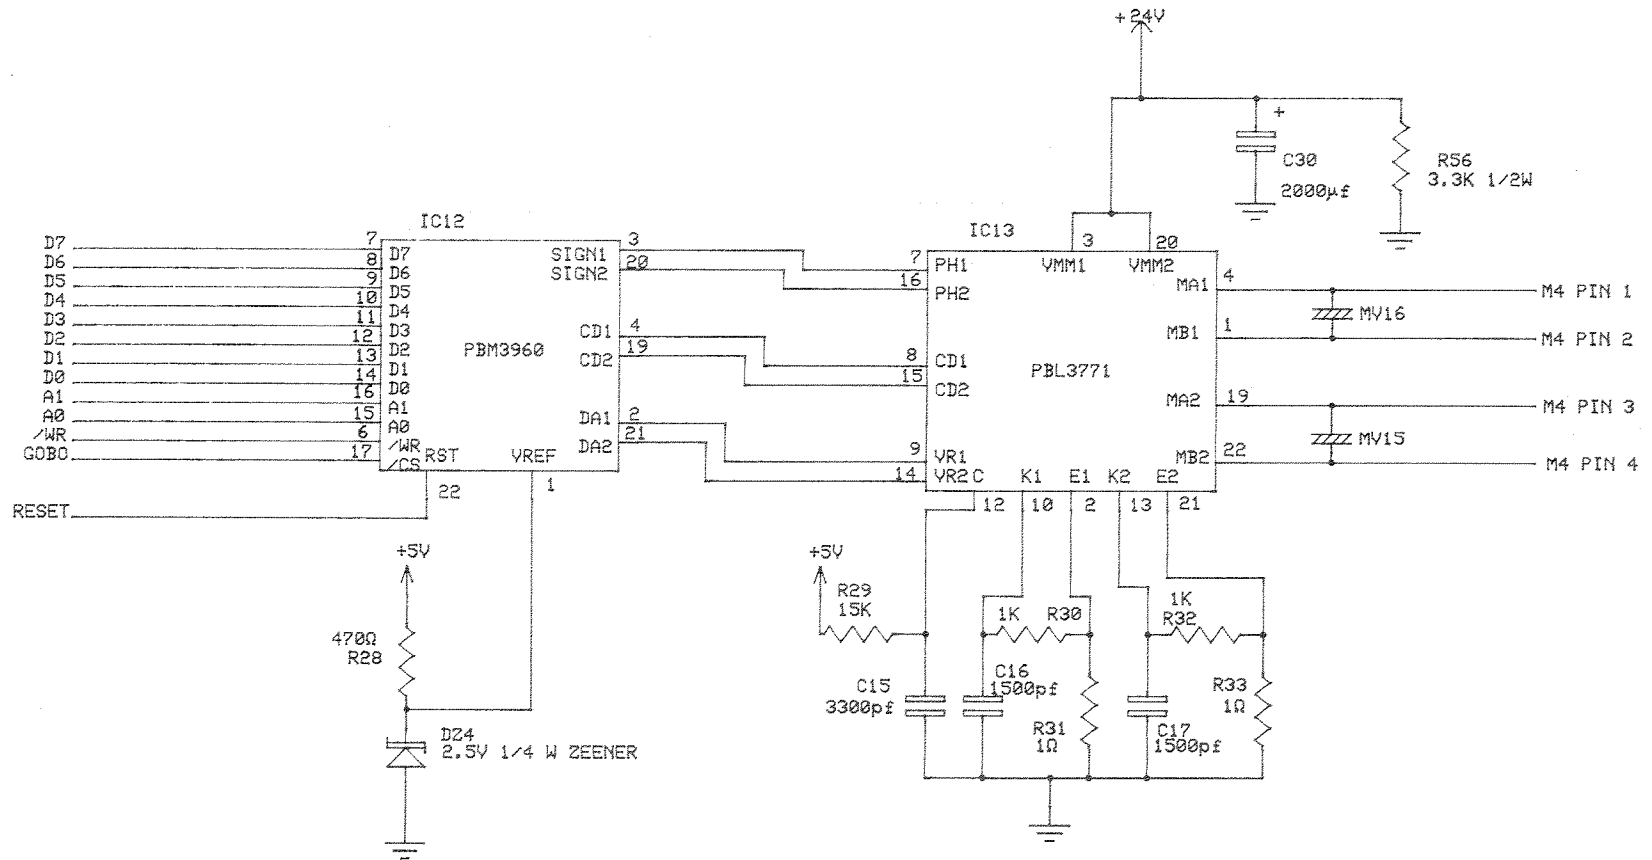 +24V
C30
2000µf
+
R56
3.3K 1/2W
IC12
IC13
D7
D6
D5
D4
D3
D2
D1
D0
A1
A0
/WR
GOBO
RESET
7
8
9
10
11
12
13
14
16
15
6
17
D7
D6
D5
D4
D3
D2
D1
D0
A1
A0
/WR
/CS
RST
VREF
PBM3960
SIGN1
SIGN2
CD1
CD2
DA1
DA2
3
20
4
19
2
21
22
1
7
16
8
15
9
14
PH1
PH2
CD1
CD2
VR1
VR2
C
K1
E1
K2
E2
PBL3771
VMM1
VMM2
3
20
MA1
MB1
MA2
MB2
4
1
19
22
12
10
2
13
21
MV16
MV15
M4 PIN 1
M4 PIN 2
M4 PIN 3
M4 PIN 4
+5V
470Ω
R28
DZ4
2.5V 1/4 W ZEENER
+5V
R29
15K
C15
3300pf
1K
R30
C16
1500pf
R31
1Ω
1K
R32
C17
1500pf
R33
1Ω